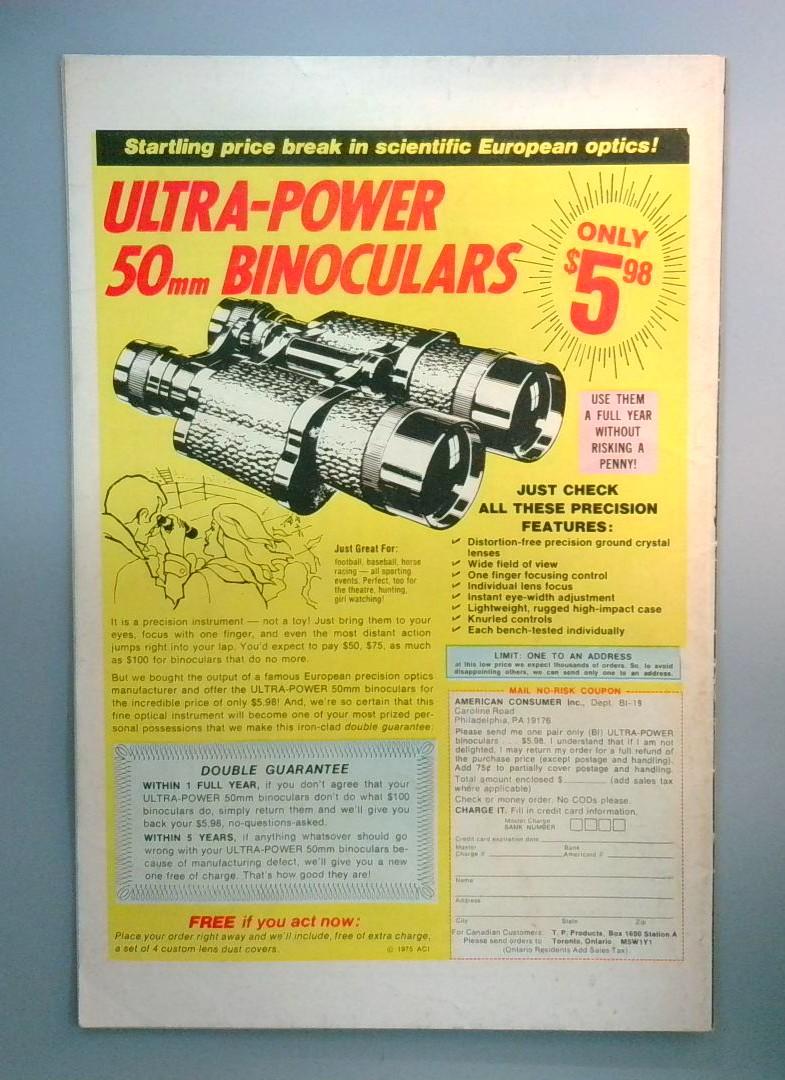 Startling price break in scientific European optics!
ULTRA-POWER
50mm BINOCULARS
ONLY
$5 98
USE THEM
A FULL YEAR
WITHOUT
RISKING A
PENNY!
JUST CHECK
ALL THESE PRECISION
FEATURES:
✓ Distortion-free precision ground crystal
lenses
✓ Wide field of view
✓ One finger focusing control
✓ Individual lens focus
✓ Instant eye-width adjustment
✓ Lightweight, rugged high-impact case
✓ Knurled controls
✓ Each bench-tested individually
Just Great For:
football, baseball, horse
racing — all sporting
events. Perfect, too for
the theatre, hunting,
girl watching!
It is a precision instrument — not a toy! Just bring them to your
eyes, focus with one finger, and even the most distant action
jumps right into your lap. You'd expect to pay $50, $75, as much
as $100 for binoculars that do no more.
But we bought the output of a famous European precision optics
manufacturer and offer the ULTRA-POWER 50mm binoculars for
the incredible price of only $5.98! And, we're so certain that this
fine optical instrument will become one of your most prized per-
sonal possessions that we make this iron-clad double guarantee:
DOUBLE GUARANTEE
WITHIN 1 FULL YEAR, if you don't agree that your
ULTRA-POWER 50mm binoculars don't do what $100
binoculars do, simply return them and we'll give you
back your $5.98, no-questions-asked.
WITHIN 5 YEARS, if anything whatsover should go
wrong with your ULTRA-POWER 50mm binoculars be-
cause of manufacturing defect, we'll give you a new
one free of charge. That's how good they are!
FREE if you act now:
Place your order right away and we'll include, free of extra charge,
a set of 4 custom lens dust covers.
© 1975 ACI
LIMIT: ONE TO AN ADDRESS
at this low price we expect thousands of orders. So, to avoid
disappointing others, we can send only one to an address.
MAIL NO-RISK COUPON
AMERICAN CONSUMER Inc., Dept. BI-18
Caroline Road
Philadelphia, PA 19176
Please send me one pair only (BI) ULTRA-POWER
binoculars . . . $5.98. I understand that if I am not
delighted, I may return my order for a full refund of
the purchase price (except postage and handling).
Add 75¢ to partially cover postage and handling.
Total amount enclosed $ (add sales tax
where applicable)
Check or money order. No CODs please.
CHARGE IT. Fill in credit card information.
Master Charge
BANK NUMBER
Credit card expiration date
Master
Charge #
Bank
Americard #
Name
Address
City State Zip
For Canadian Customers: T. P. Products, Box 1600 Station A
Please send orders to Toronto, Ontario M5W1Y1
(Ontario Residents Add Sales Tax)